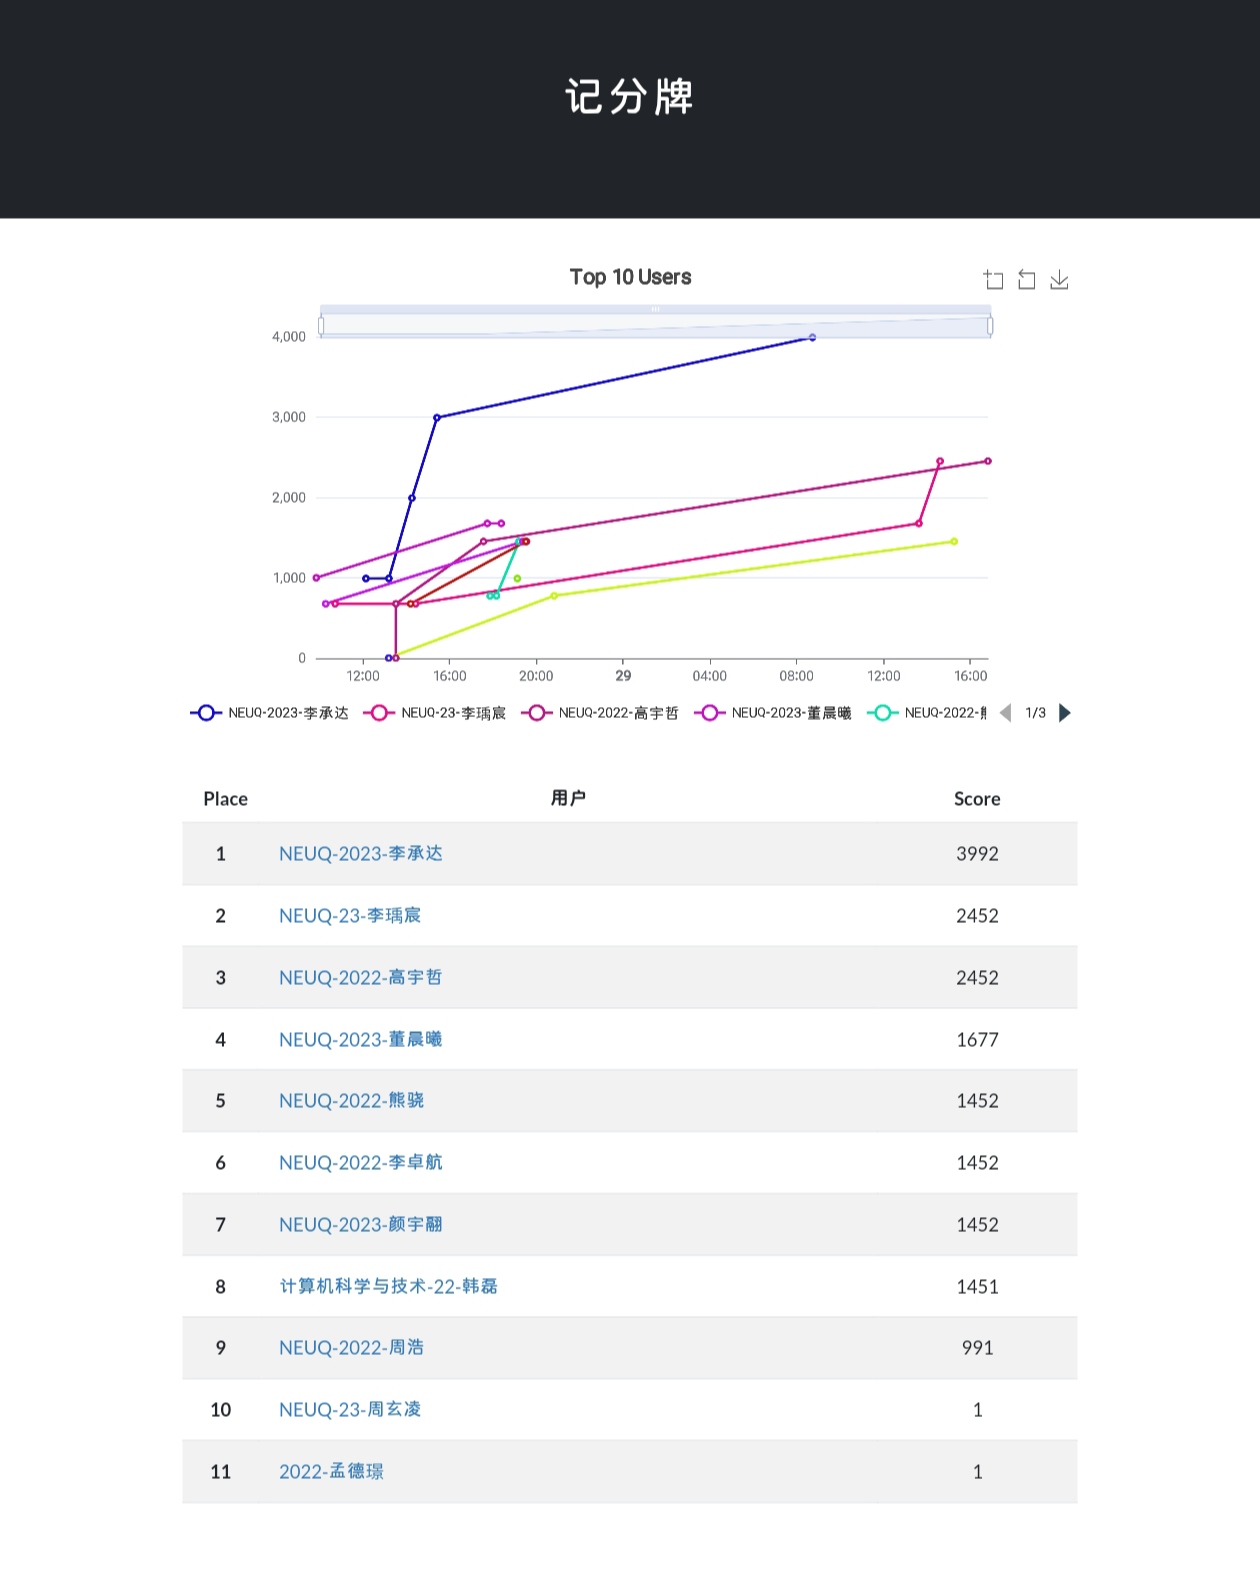 记分牌
Top 10 Users
4,000
3,000
2,000
1,000
0
12:00 16:00 20:00 29 04:00 08:00 12:00 16:00
NEUQ-2023-李承达 NEUQ-23-李瑀宸 NEUQ-2022-高宇哲 NEUQ-2023-董晨曦 NEUQ-2022- 1/3
Place 用户 Score
1 NEUQ-2023-李承达 3992
2 NEUQ-23-李瑀宸 2452
3 NEUQ-2022-高宇哲 2452
4 NEUQ-2023-董晨曦 1677
5 NEUQ-2022-熊骁 1452
6 NEUQ-2022-李卓航 1452
7 NEUQ-2023-颜宇翮 1452
8 计算机科学与技术-22-韩磊 1451
9 NEUQ-2022-周浩 991
10 NEUQ-23-周玄凌 1
11 2022-孟德璟 1